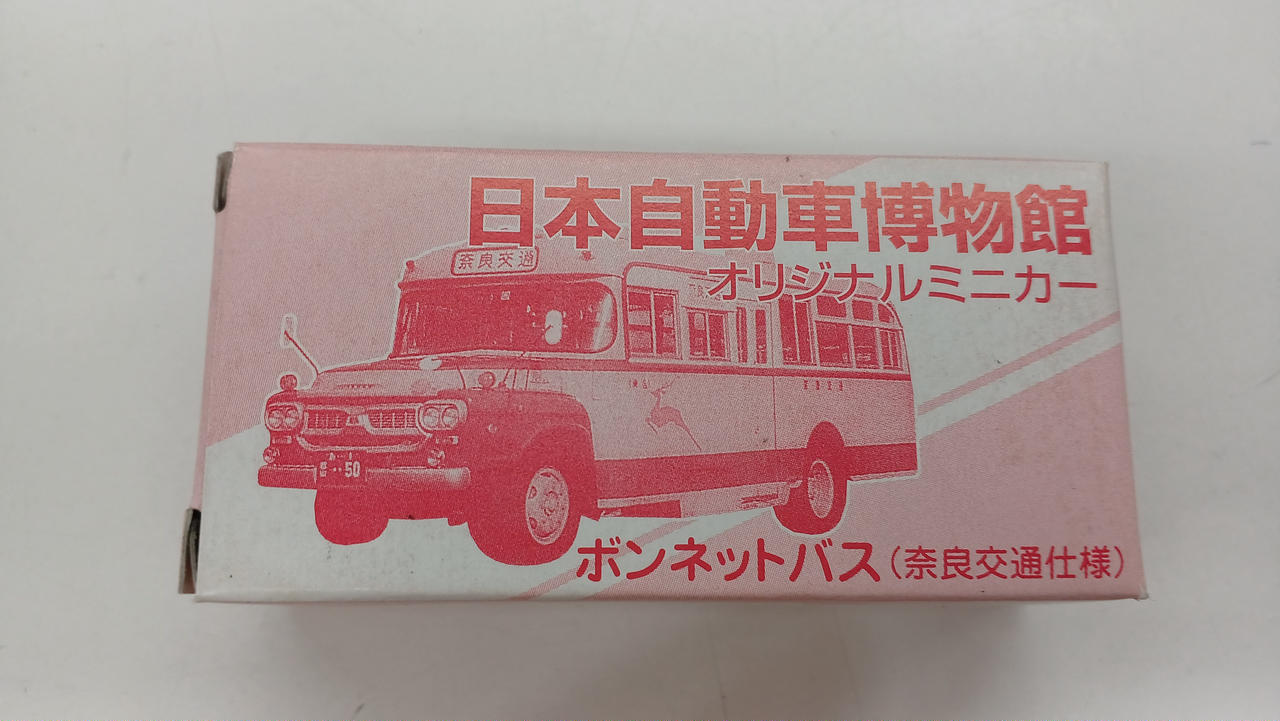 日本自動車博物館
オリジナルミニカー
奈良交通
50
ボンネットバス（奈良交通仕様）